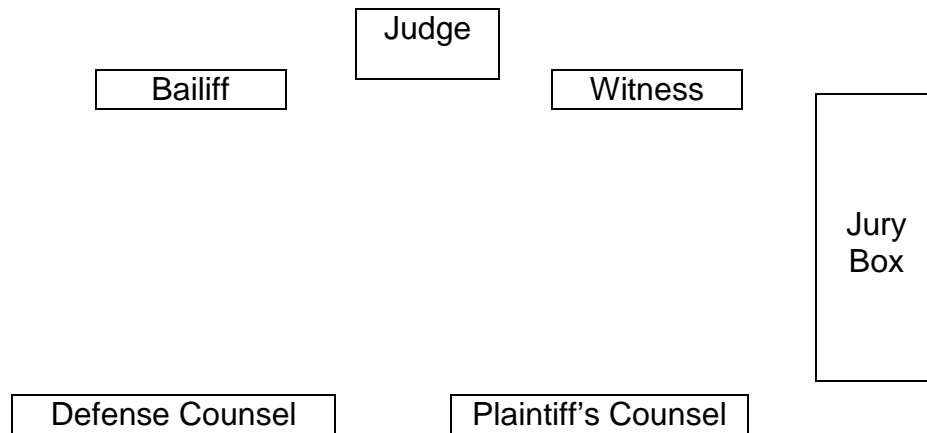 Judge
Bailiff
Witness
Jury
Box
Defense Counsel
Plaintiff’s Counsel